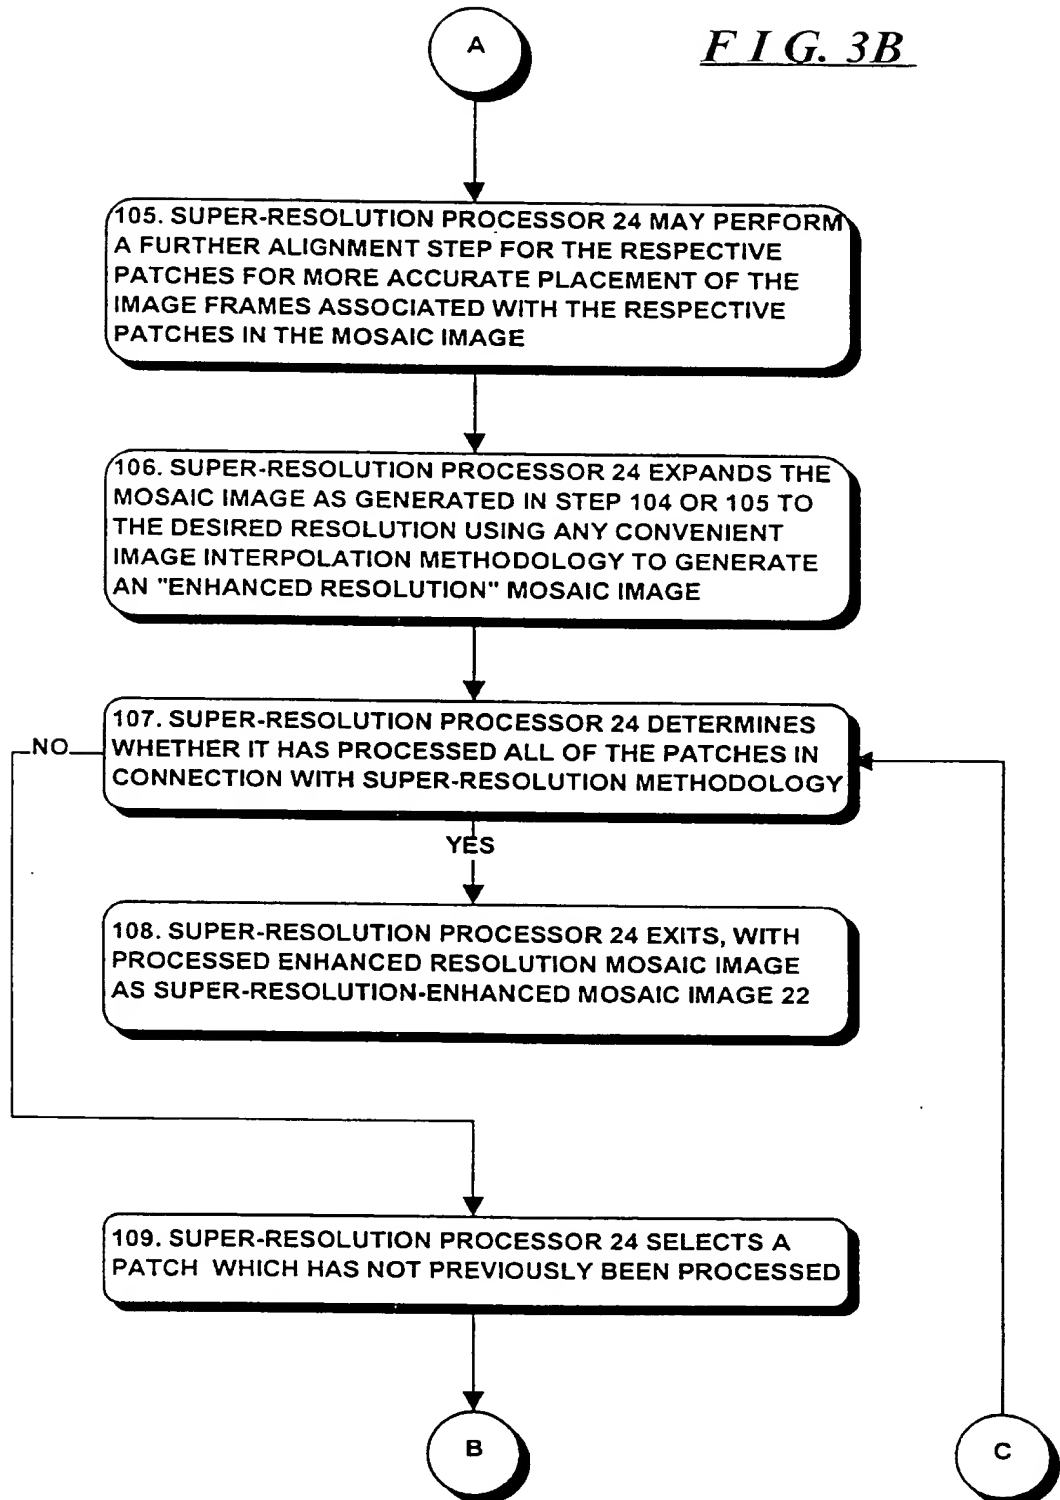 A
F I G. 3B
105. SUPER-RESOLUTION PROCESSOR 24 MAY PERFORM
A FURTHER ALIGNMENT STEP FOR THE RESPECTIVE
PATCHES FOR MORE ACCURATE PLACEMENT OF THE
IMAGE FRAMES ASSOCIATED WITH THE RESPECTIVE
PATCHES IN THE MOSAIC IMAGE
106. SUPER-RESOLUTION PROCESSOR 24 EXPANDS THE
MOSAIC IMAGE AS GENERATED IN STEP 104 OR 105 TO
THE DESIRED RESOLUTION USING ANY CONVENIENT
IMAGE INTERPOLATION METHODOLOGY TO GENERATE
AN "ENHANCED RESOLUTION" MOSAIC IMAGE
107. SUPER-RESOLUTION PROCESSOR 24 DETERMINES
WHETHER IT HAS PROCESSED ALL OF THE PATCHES IN
CONNECTION WITH SUPER-RESOLUTION METHODOLOGY
NO
YES
108. SUPER-RESOLUTION PROCESSOR 24 EXITS, WITH
PROCESSED ENHANCED RESOLUTION MOSAIC IMAGE
AS SUPER-RESOLUTION-ENHANCED MOSAIC IMAGE 22
109. SUPER-RESOLUTION PROCESSOR 24 SELECTS A
PATCH WHICH HAS NOT PREVIOUSLY BEEN PROCESSED
B
C